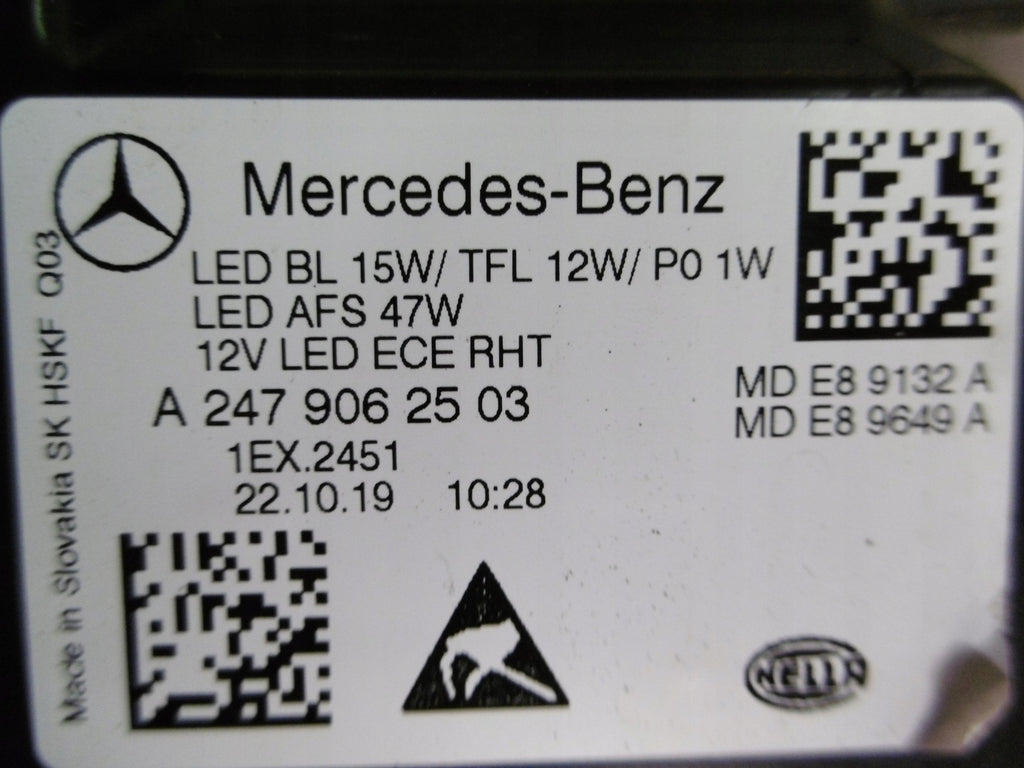 Mercedes-Benz
LED BL 15W/ TFL 12W/ P0 1W
LED AFS 47W
12V LED ECE RHT
A 247 906 25 03
1EX.2451
22.10.19 10:28
MD E8 9132 A
MD E8 9649 A
Made in Slovakia SK HSKF Q03
HELLA